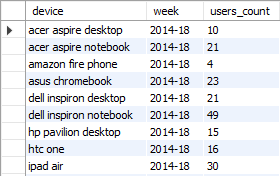 device week users_count
acer aspire desktop 2014-18 10
acer aspire notebook 2014-18 21
amazon fire phone 2014-18 4
asus chromebook 2014-18 23
dell inspiron desktop 2014-18 21
dell inspiron notebook 2014-18 49
hp pavilion desktop 2014-18 15
htc one 2014-18 16
ipad air 2014-18 30